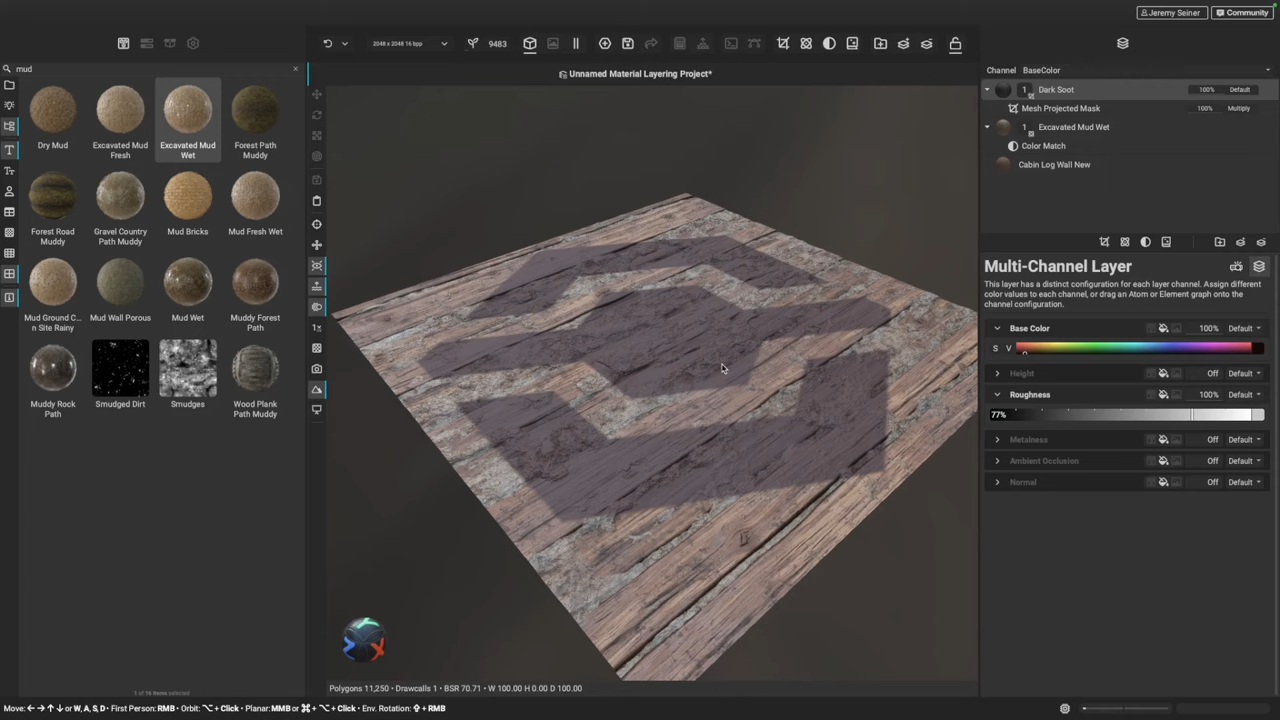 Jeremy Seiner
Community
2048 x 2048 16 bpp
9483
mud
Unnamed Material Layering Project*
Dry Mud
Excavated Mud Fresh
Excavated Mud Wet
Forest Path Muddy
Forest Road Muddy
Gravel Country Path Muddy
Mud Bricks
Mud Fresh Wet
Mud Ground C... n Site Rainy
Mud Wall Porous
Mud Wet
Muddy Forest Path
Muddy Rock Path
Smudged Dirt
Smudges
Wood Plank Path Muddy
1 of 16 items selected
1x
Polygons 11,250 • Drawcalls 1 • BSR 70.71 • W 100.00 H 0.00 D 100.00
Channel BaseColor
1 Dark Soot 100% Default
Mesh Projected Mask 100% Multiply
1 Excavated Mud Wet
Color Match
Cabin Log Wall New
Multi-Channel Layer
This layer has a distinct configuration for each layer channel. Assign different
color values to each channel, or drag an Atom or Element graph onto the
channel configuration.
Base Color 100% Default
S V
Height Off Default
Roughness 100% Default
77%
Metalness Off Default
Ambient Occlusion Off Default
Normal Off Default
Move: ← → ↑ ↓ or W, A, S, D • First Person: RMB • Orbit: ⌥ + Click • Planar: MMB or ⌘ + ⌥ + Click • Env. Rotation: ⇧ + RMB